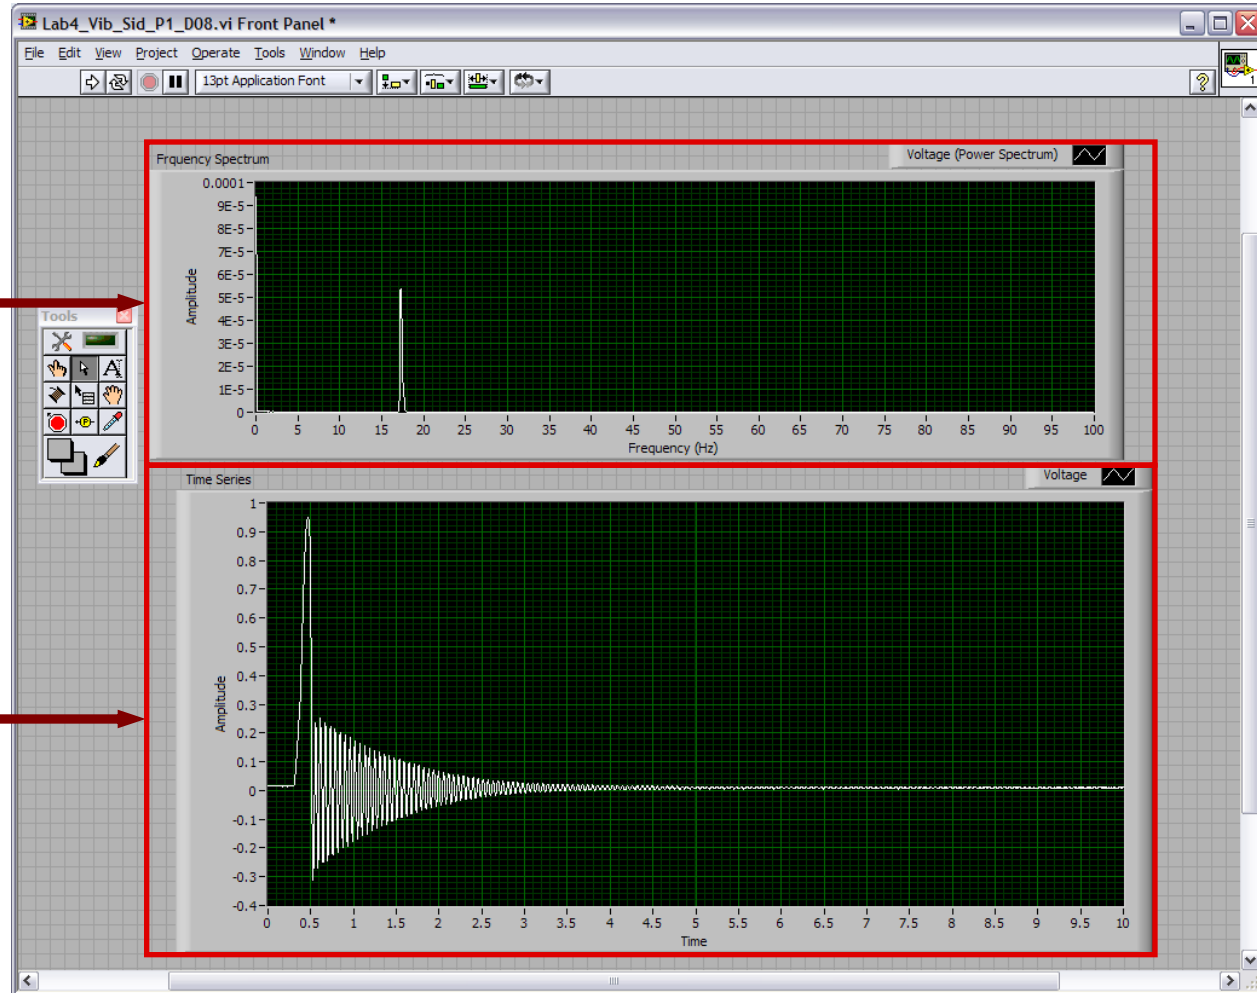 Lab4_Vib_Sid_P1_D08.vi Front Panel *
File Edit View Project Operate Tools Window Help
13pt Application Font
1
Frquency Spectrum
Voltage (Power Spectrum)
0.0001
9E-5
8E-5
7E-5
6E-5
5E-5
4E-5
3E-5
2E-5
1E-5
0
Amplitude
0 5 10 15 20 25 30 35 40 45 50 55 60 65 70 75 80 85 90 95 100
Frequency (Hz)
Tools
A
P
Time Series
Voltage
1
0.9
0.8
0.7
0.6
0.5
0.4
0.3
0.2
0.1
0
-0.1
-0.2
-0.3
-0.4
Amplitude
0 0.5 1 1.5 2 2.5 3 3.5 4 4.5 5 5.5 6 6.5 7 7.5 8 8.5 9 9.5 10
Time